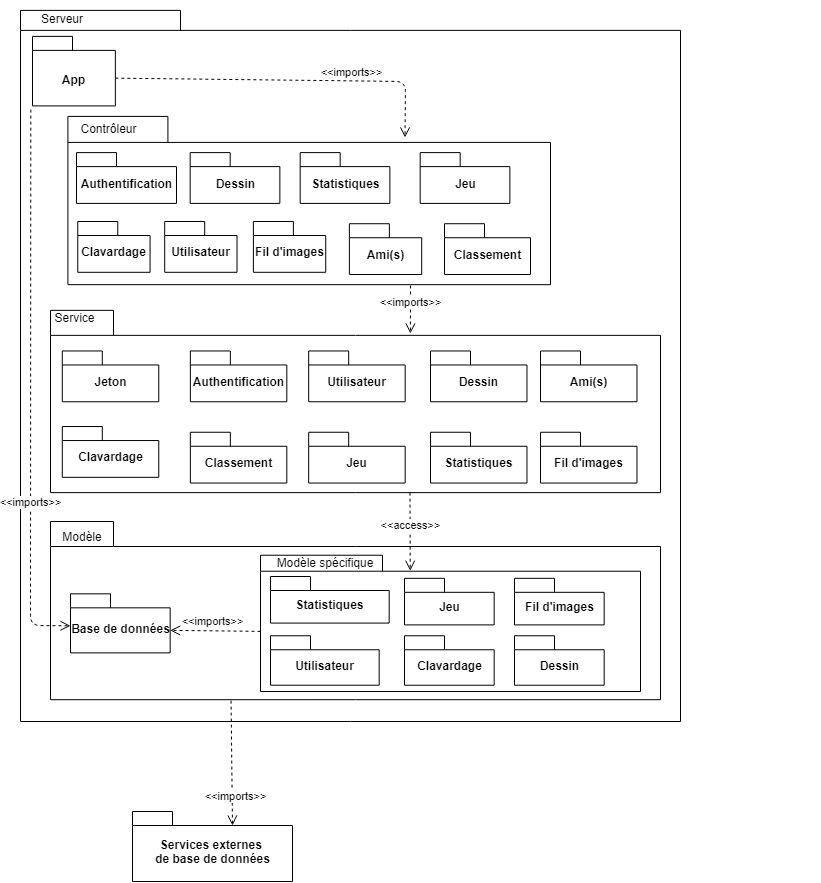 Serveur
App
<<imports>>
Contrôleur
Authentification
Dessin
Statistiques
Jeu
Clavardage
Utilisateur
Fil d'images
Ami(s)
Classement
<<imports>>
Service
Jeton
Authentification
Utilisateur
Dessin
Ami(s)
Clavardage
Classement
Jeu
Statistiques
Fil d'images
<<imports>>
<<access>>
Modèle
Modèle spécifique
Statistiques
Jeu
Fil d'images
Base de données
<<imports>>
Utilisateur
Clavardage
Dessin
<<imports>>
Services externes
de base de données